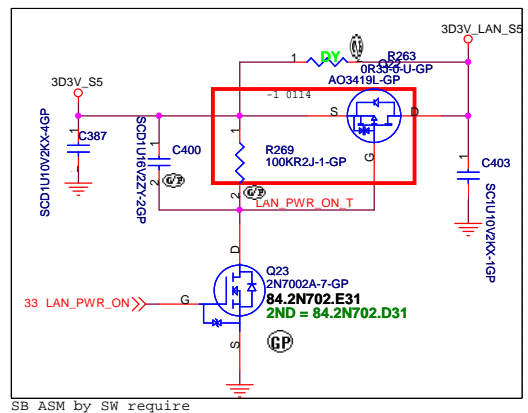 3D3V_LAN_S5
R263
DY
1
0R3J-0-U-GP
Q22
AO3419L-GP
3D3V_S5
-1 0114
S
D
G
1
C387
SCD1U10V2KX-4GP
1
C400
2
SCD1U16V2ZY-2GP
G/P
1
R269
100KR2J-1-GP
2
G/P
LAN_PWR_ON_T
1
C403
SC1U10V2KX-1GP
D
Q23
2N7002A-7-GP
84.2N702.E31
2ND = 84.2N702.D31
33 LAN_PWR_ON
G
S
GP
SB ASM by SW require